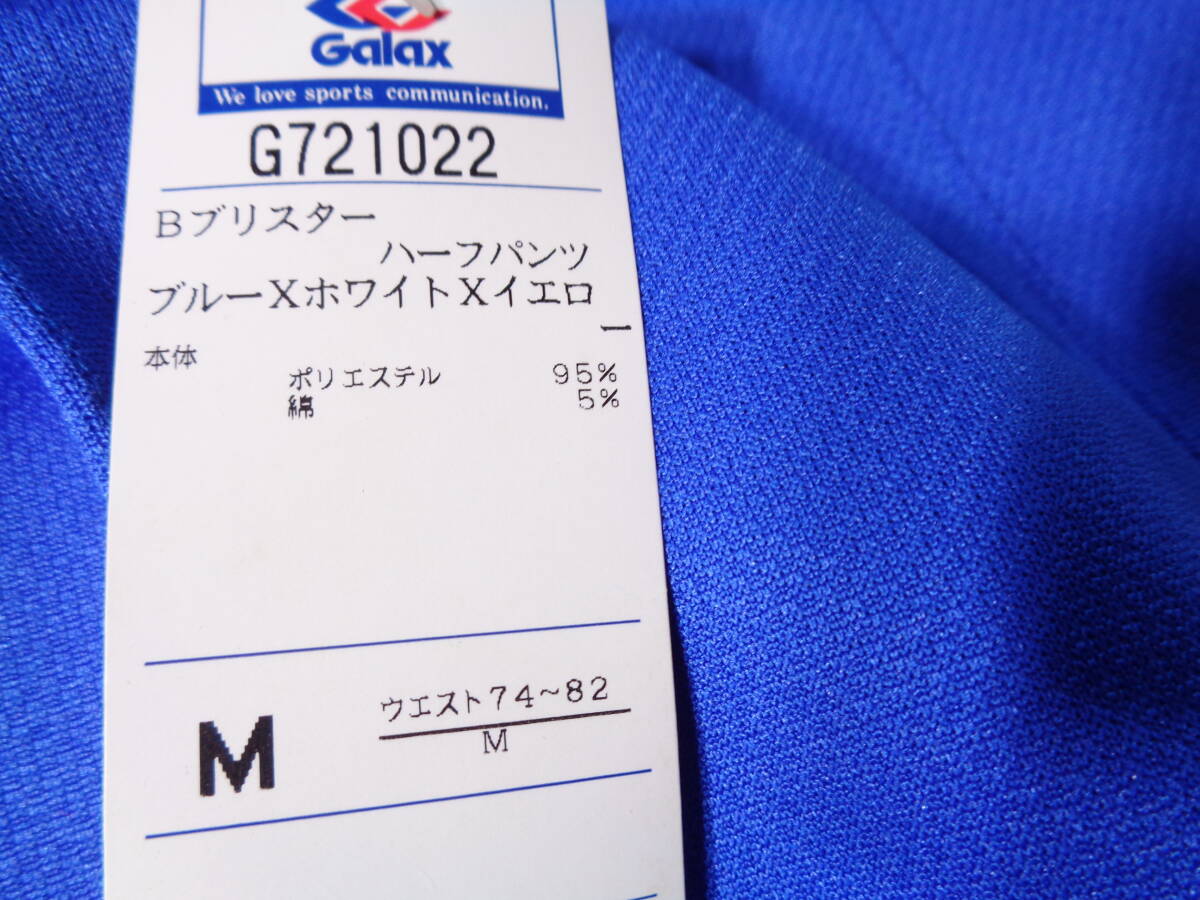 Galax
We love sports communication.
G721022
Bブリスター
ハーフパンツ
ブルーXホワイトXイエロ
ー
本体
ポリエステル 95%
綿 5%
M
ウエスト74~82
M